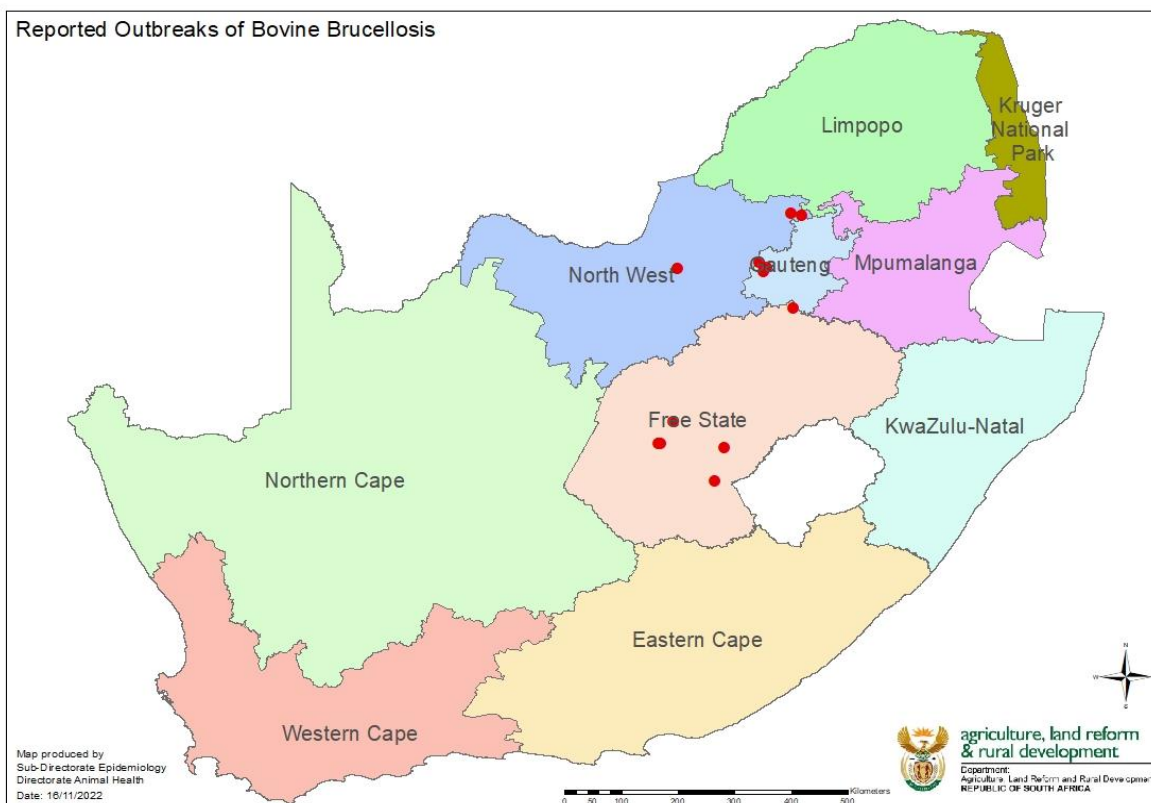 Reported Outbreaks of Bovine Brucellosis
Limpopo
Kruger
National
Park
North West
Gauteng
Mpumalanga
Free State
KwaZulu-Natal
Northern Cape
Eastern Cape
Western Cape
N
W
S
Map produced by
Sub-Directorate Epidemiology
Directorate Animal Health
Date: 16/11/2022
Kilometers
0 50 100 200 300 400 500
agriculture, land reform
& rural development
Department:
Agriculture, Land Reform and Rural Development
REPUBLIC OF SOUTH AFRICA